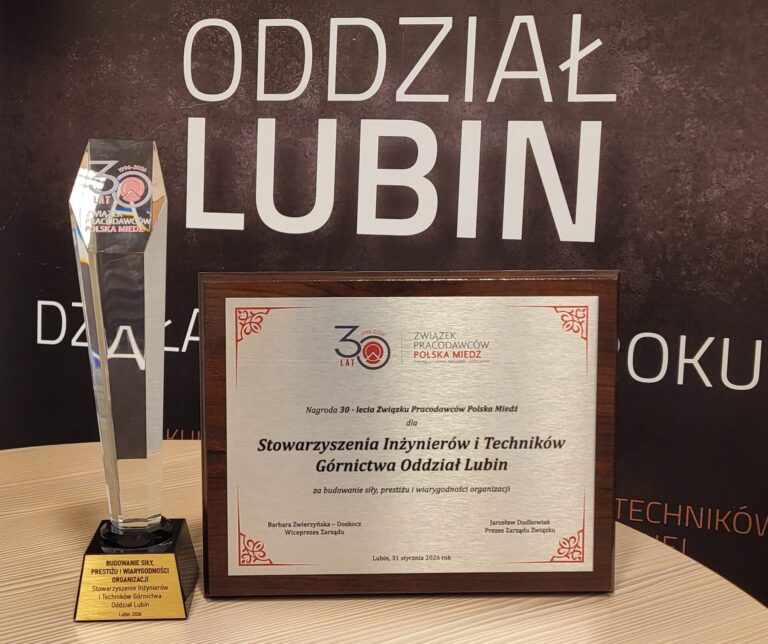 ODDZIAŁ
LUBIN
DZIAŁA
ROKU
TECHNIKÓW
30
1996-2026
LAT
ZWIĄZEK
PRACODAWCÓW
POLSKA MIEDŹ
BUDOWANIE SIŁY,
PRESTIŻU I WIARYGODNOŚCI
ORGANIZACJI
Stowarzyszenie Inżynierów
i Techników Górnictwa
Oddział Lubin
Lubin 2026
30
1996-2026
LAT
ZWIĄZEK
PRACODAWCÓW
POLSKA MIEDŹ
Nagroda 30 - lecia Związku Pracodawców Polska Miedź
dla
Stowarzyszenia Inżynierów i Techników
Górnictwa Oddział Lubin
za budowanie siły, prestiżu i wiarygodności organizacji
Barbara Zwierzyńska – Doskocz
Wiceprezes Zarządu
Jarosław Dudkowiak
Prezes Zarządu Związku
Lubin, 31 stycznia 2026 rok